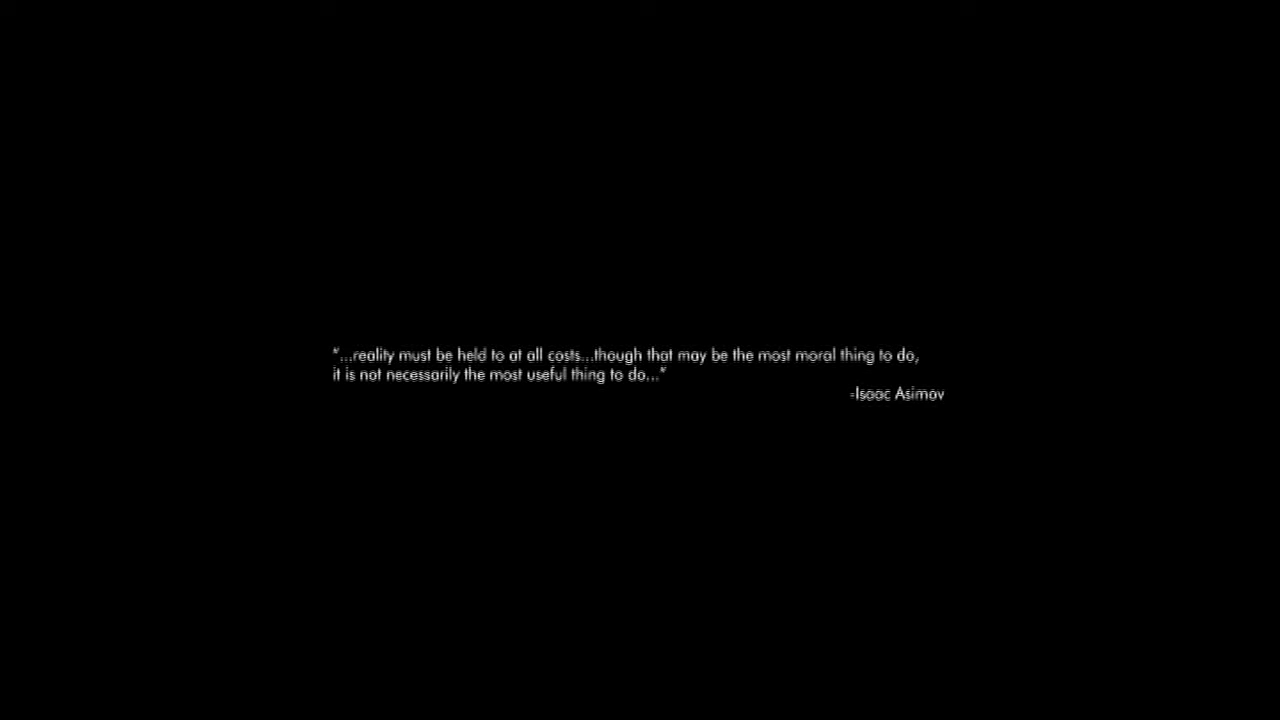 "...reality must be held to at all costs...though that may be the most moral thing to do,
it is not necessarily the most useful thing to do..."
-Isaac Asimov